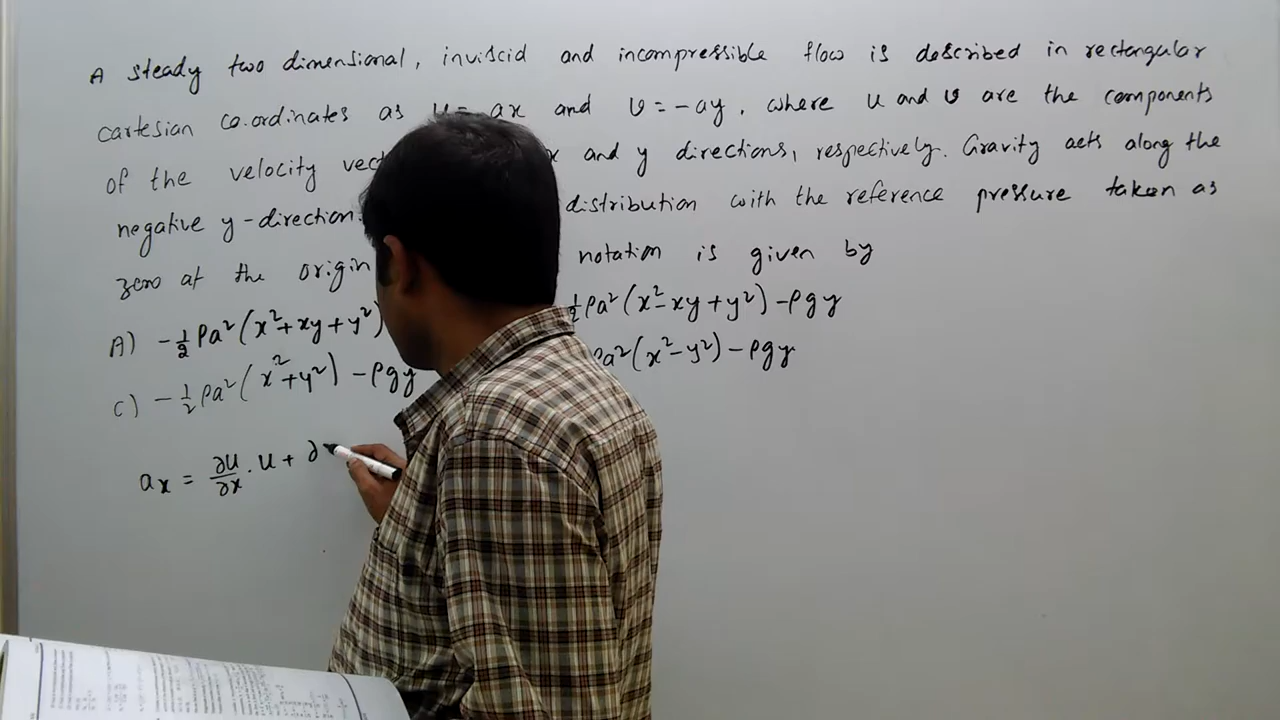 A steady two dimensional, inviscid and incompressible flow is described in rectangular
cartesian co.ordinates as u = ax and v = -ay, where u and v are the components
of the velocity x and y directions, respectively. Gravity acts along the
negative y-direction. distribution with the reference pressure taken as
zero at the origin notation is given by
A) -½ρa²(x²+xy+y²) ½ρa²(x²-xy+y²) - ρgy
C) -½ρa²(x²+y²) - ρgy ρa²(x²-y²) - ρgy
aₓ = ∂u/∂x . u + ∂